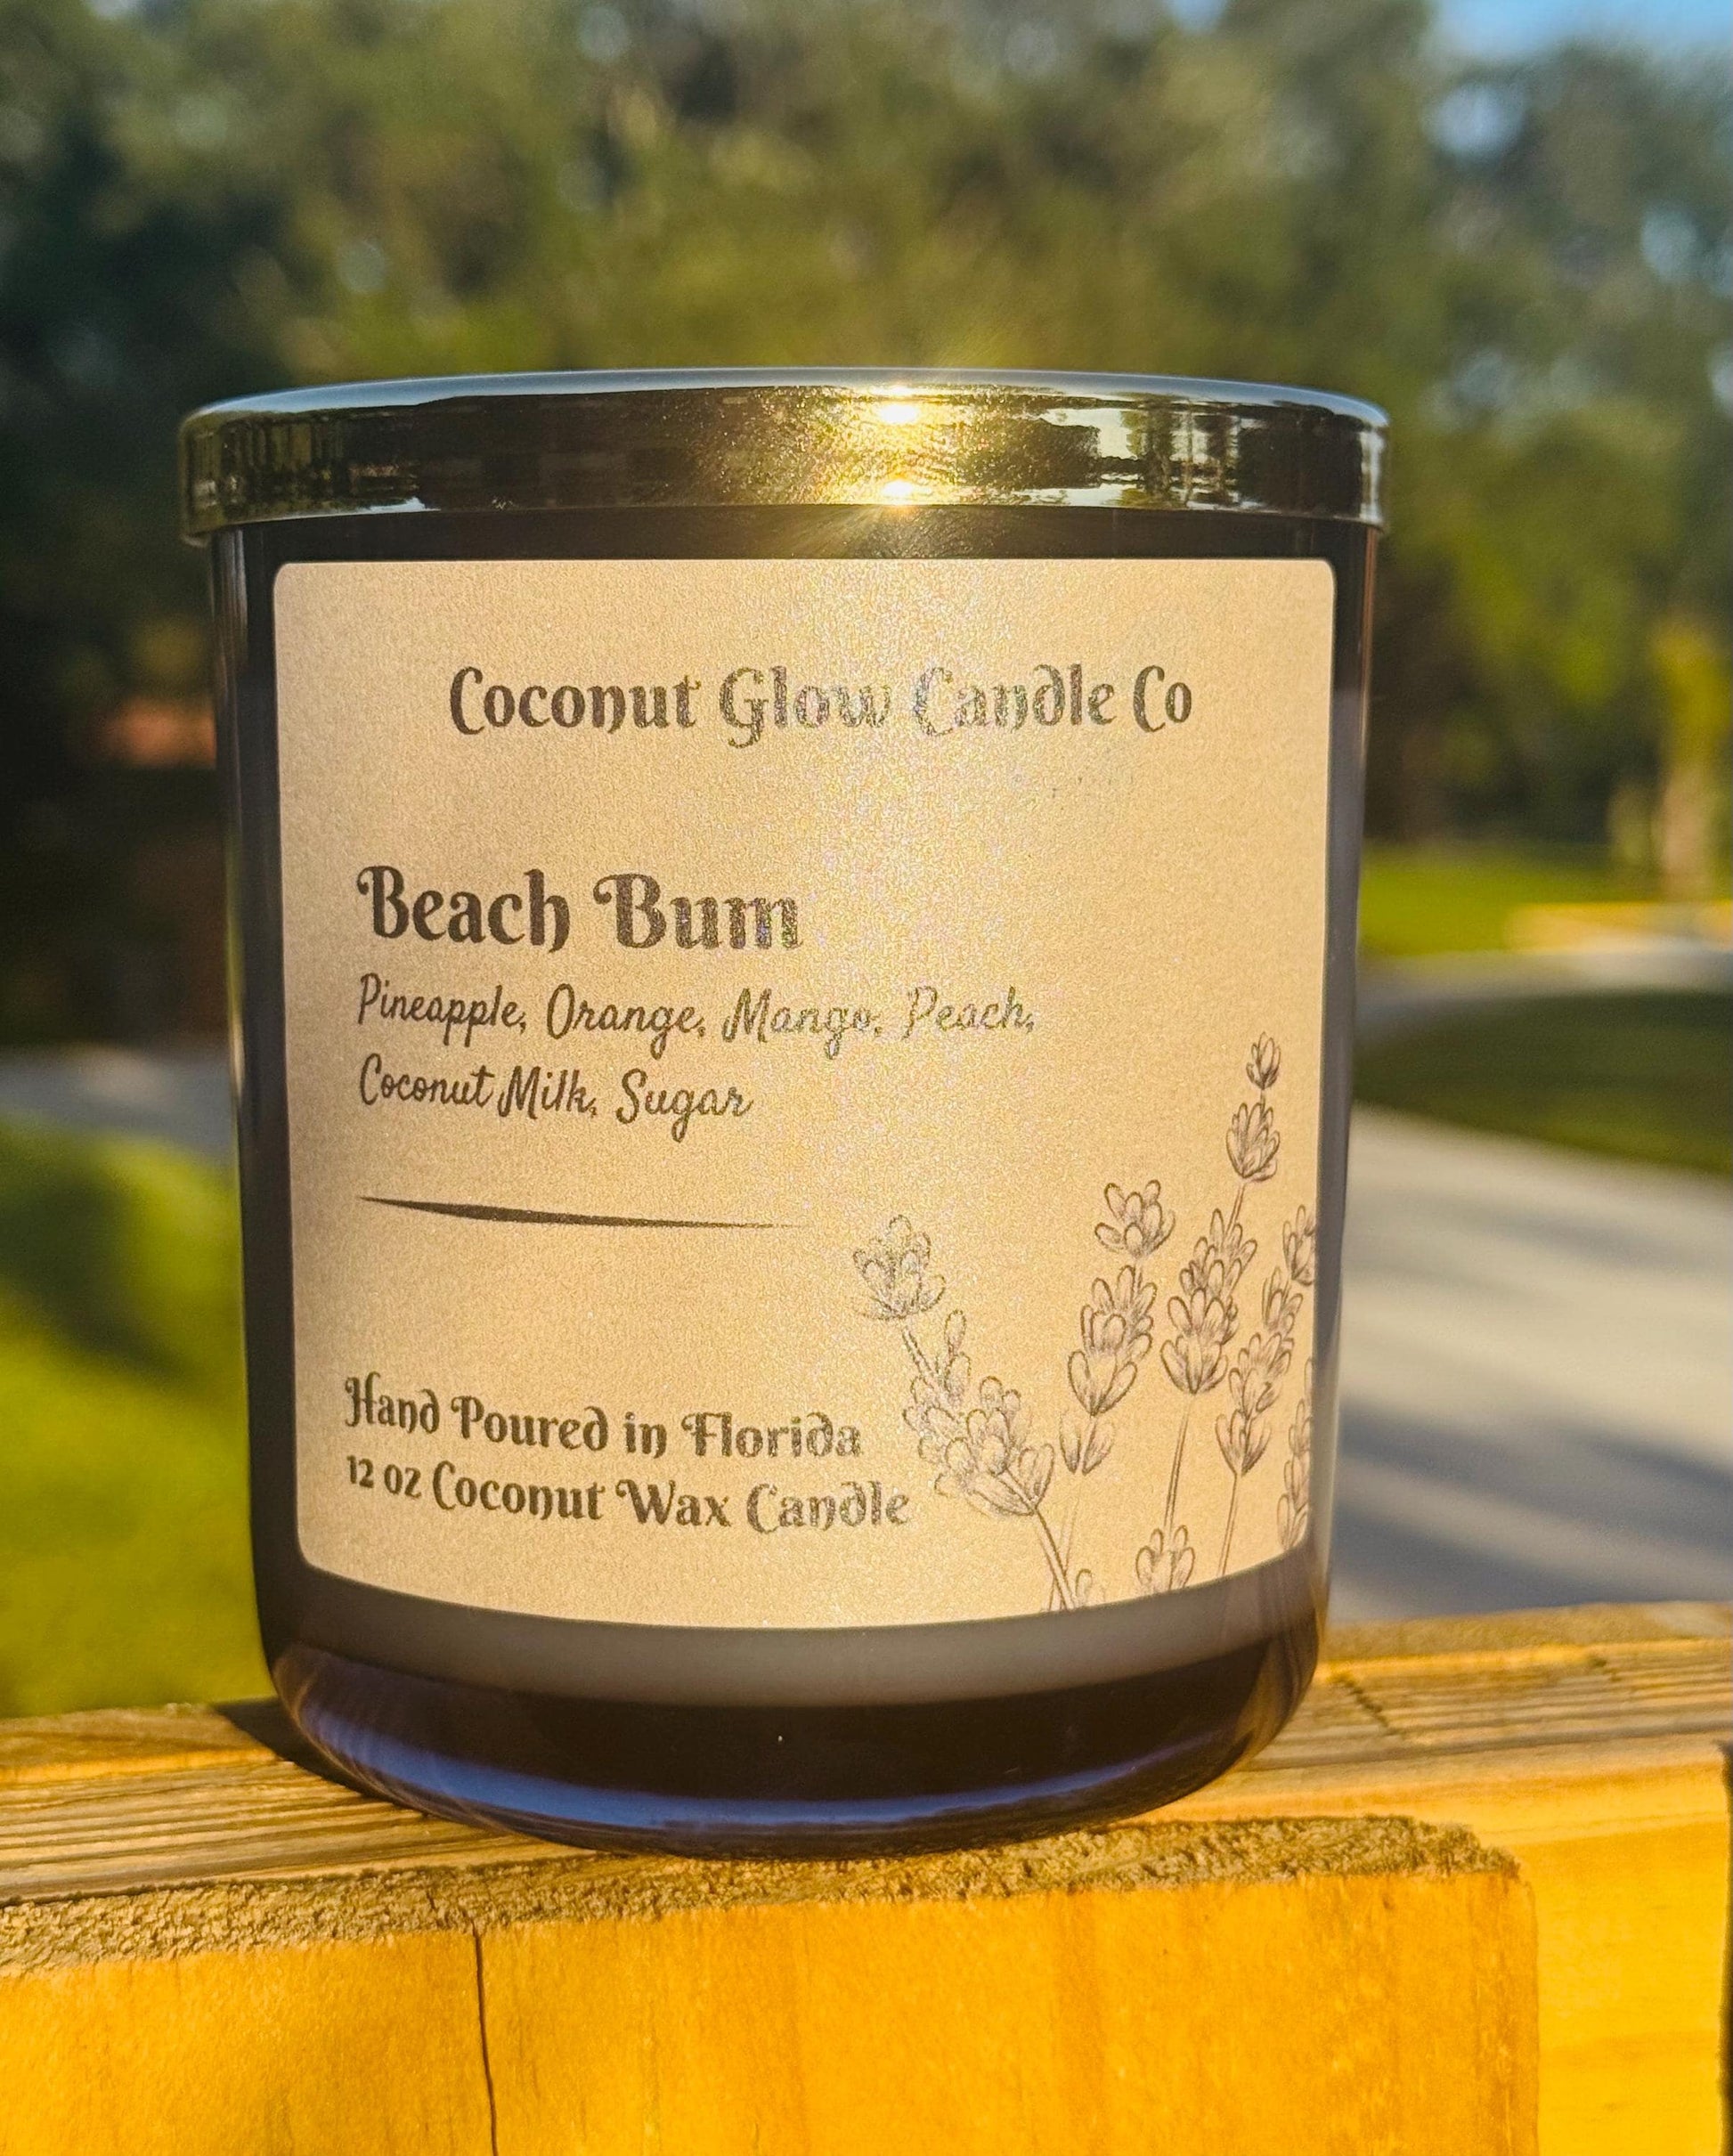 Coconut Glow Candle Co
Beach Bum
Pineapple, Orange, Mango, Peach,
Coconut Milk, Sugar
Hand Poured in Florida
12 oz Coconut Wax Candle